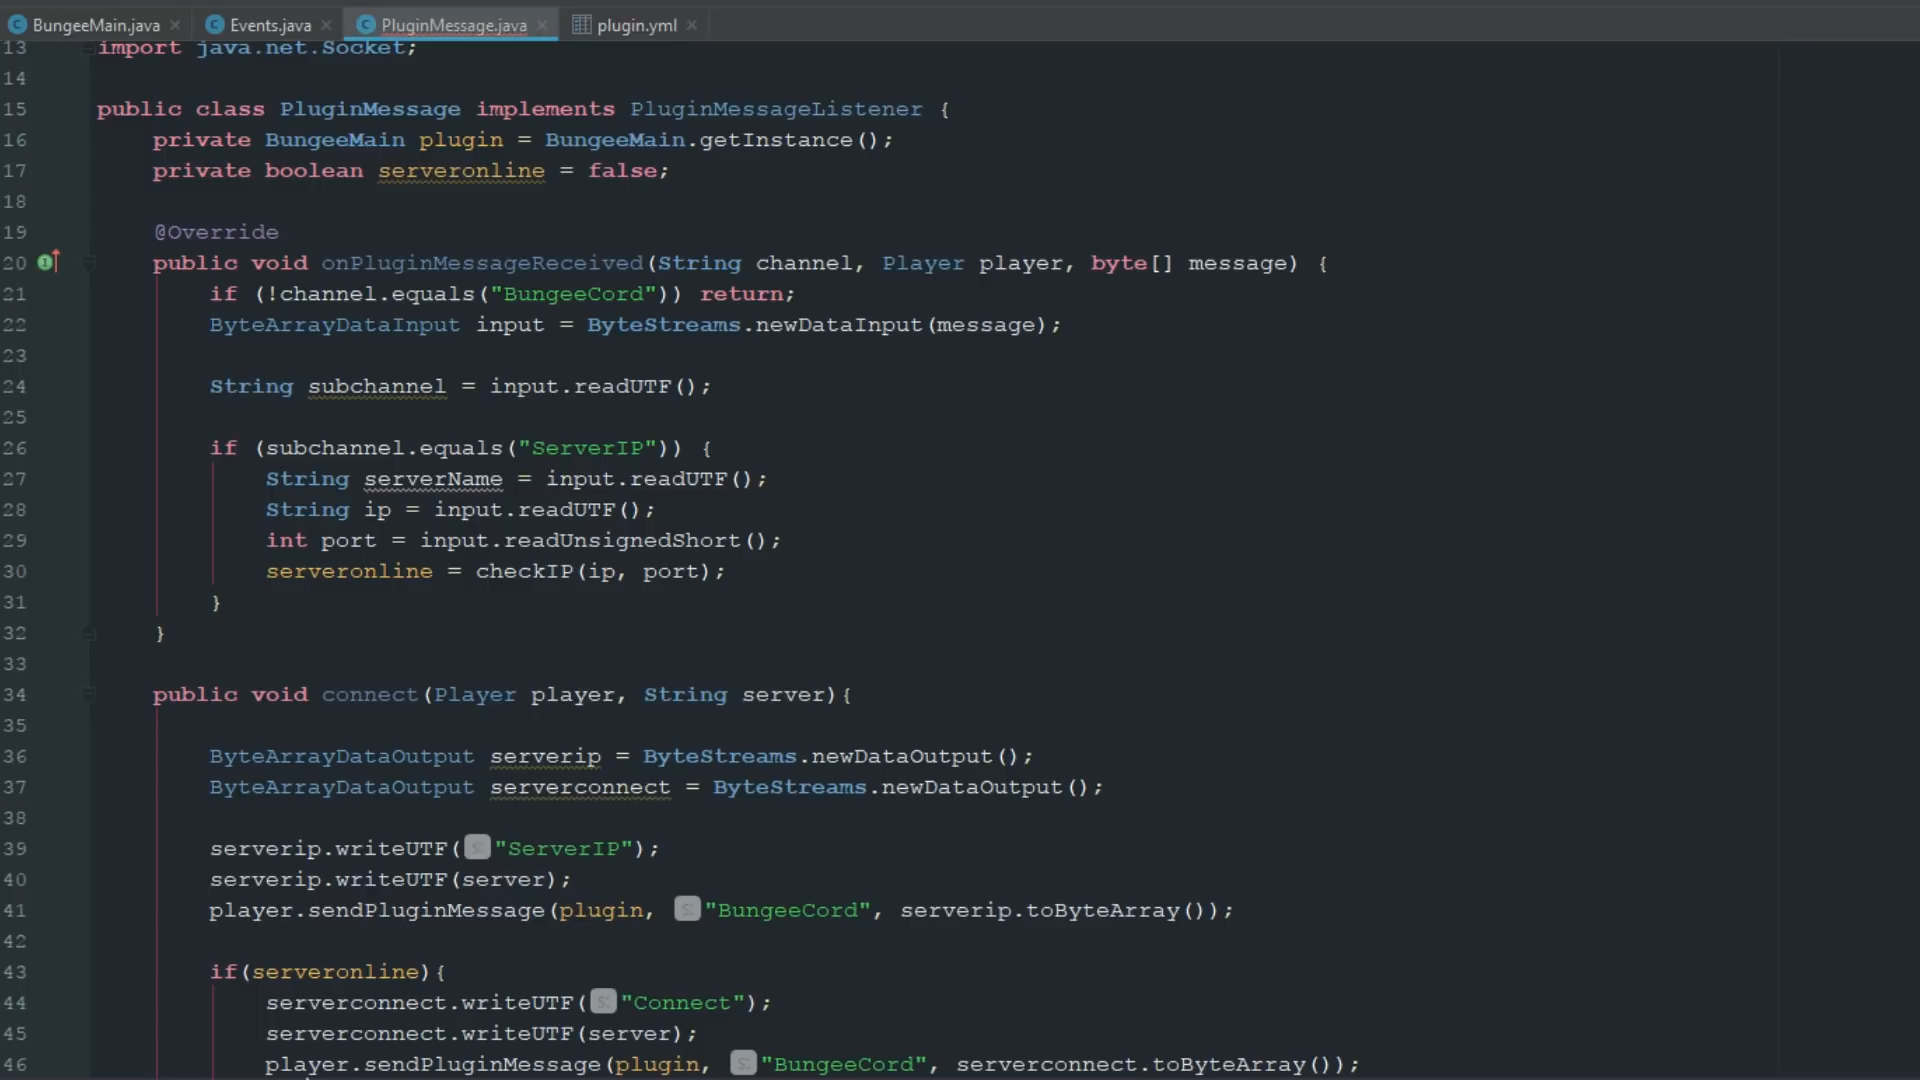 BungeeMain.java Events.java PluginMessage.java plugin.yml
13 import java.net.Socket;
14
15 public class PluginMessage implements PluginMessageListener {
16 private BungeeMain plugin = BungeeMain.getInstance();
17 private boolean serveronline = false;
18
19 @Override
20 public void onPluginMessageReceived(String channel, Player player, byte[] message) {
21 if (!channel.equals("BungeeCord")) return;
22 ByteArrayDataInput input = ByteStreams.newDataInput(message);
23
24 String subchannel = input.readUTF();
25
26 if (subchannel.equals("ServerIP")) {
27 String serverName = input.readUTF();
28 String ip = input.readUTF();
29 int port = input.readUnsignedShort();
30 serveronline = checkIP(ip, port);
31 }
32 }
33
34 public void connect(Player player, String server){
35
36 ByteArrayDataOutput serverip = ByteStreams.newDataOutput();
37 ByteArrayDataOutput serverconnect = ByteStreams.newDataOutput();
38
39 serverip.writeUTF( s: "ServerIP");
40 serverip.writeUTF(server);
41 player.sendPluginMessage(plugin, s: "BungeeCord", serverip.toByteArray());
42
43 if(serveronline){
44 serverconnect.writeUTF( s: "Connect");
45 serverconnect.writeUTF(server);
46 player.sendPluginMessage(plugin, s: "BungeeCord", serverconnect.toByteArray());